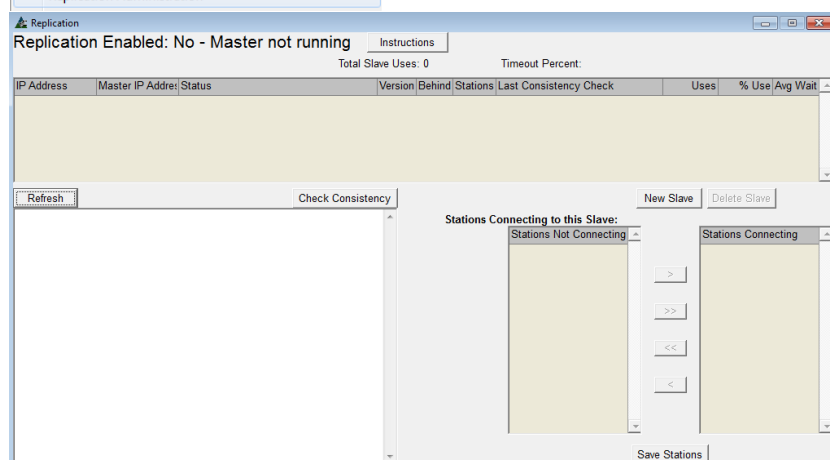 Replication
Replication Enabled: No - Master not running
Instructions
Total Slave Uses: 0
Timeout Percent:
IP Address Master IP Addres Status Version Behind Stations Last Consistency Check Uses % Use Avg Wait
Refresh
Check Consistency
New Slave
Delete Slave
Stations Connecting to this Slave:
Stations Not Connecting
Stations Connecting
>
>>
<<
<
Save Stations